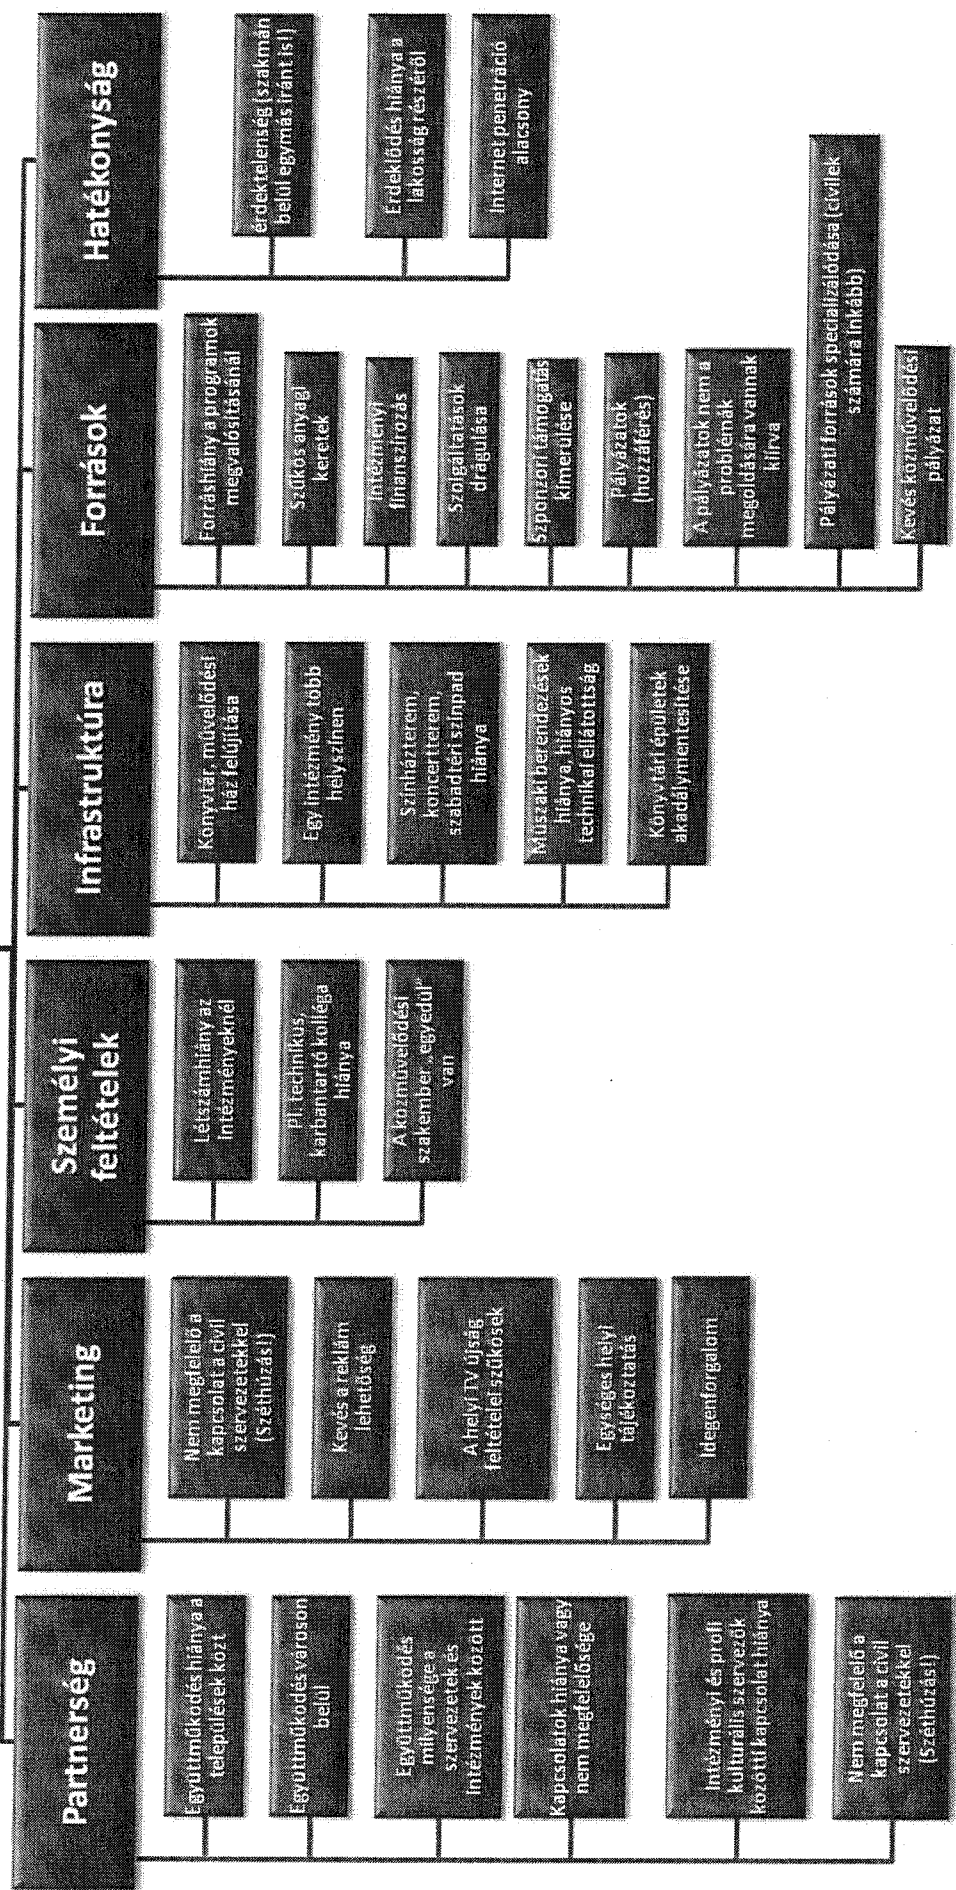 Partnerség
Együttműködés hiánya a
települések közt
Együttműködés városon
belül
Együttműködés
milyensége a
szervezetek és
intézmények között
Kapcsolatok hiánya vagy
nem megfelelősége
Intézményi és profi
kulturális szervezők
közötti kapcsolat hiánya
Nem megfelelő a
kapcsolat a civil
szervezetekkel
(Széthúzás!)
Marketing
Nem megfelelő a
kapcsolat a civil
szervezetekkel
(Széthúzás!)
Kevés a reklám
lehetőség
A helyi TV újság
feltételei szűkösek
Egységes helyi
tájékoztatás
Idegenforgalom
Személyi
feltételek
Létszámhiány az
intézményeknél
Pl. technikus,
karbantartó kolléga
hiánya
A közművelődési
szakember „egyedül"
van
Infrastruktúra
Könyvtár, művelődési
ház felújítása
Egy intézmény több
helyszínen
Színházterem,
koncertterem,
szabadtéri színpad
hiánya
Műszaki berendezések
hiánya, hiányos
technikai ellátottság
Könyvtári épületek
akadálymentesítése
Források
Forráshiány a programok
megvalósításánál
Szűkös anyagi
keretek
Intézményi
finanszírozás
Szolgáltatások
drágulása
Szponzori támogatás
kimerülése
Pályázatok
(hozzáférés)
A pályázatok nem a
problémák
megoldására vannak
kiírva
Pályázati források specializálódása (civilek
számára inkább)
Kevés közművelődési
pályázat
Hatékonyság
érdektelenség (szakmán
belül egymás iránt is!)
Érdeklődés hiánya a
lakosság részéről
Internet penetráció
alacsony